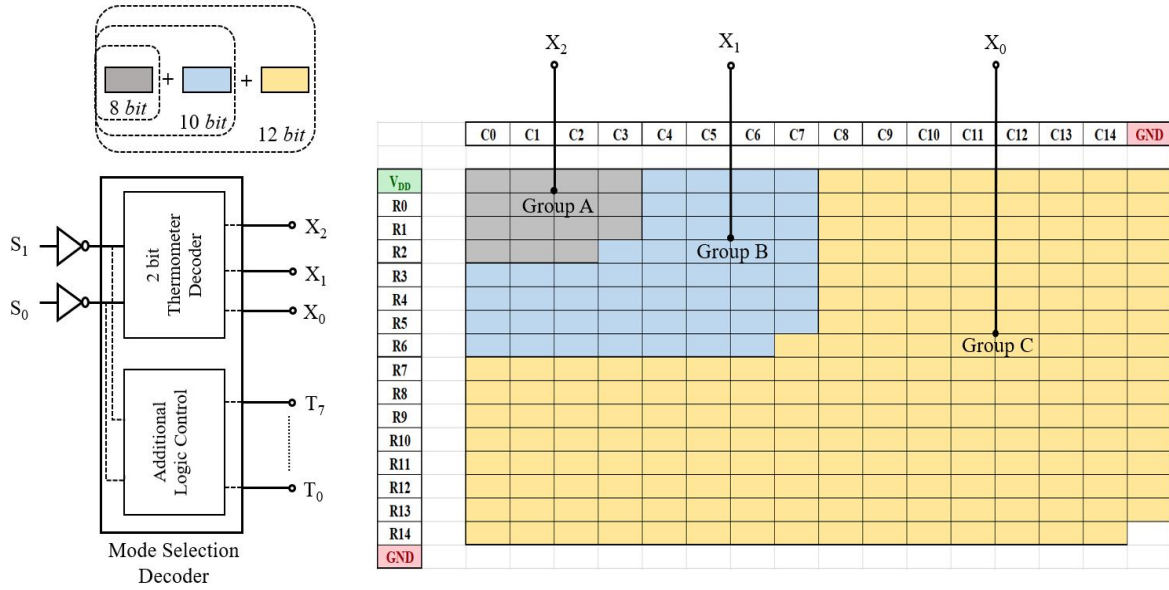 8 bit
+
10 bit
+
12 bit
S1
S0
2 bit
Thermometer
Decoder
Additional
Logic Control
X2
X1
X0
T7
T0
Mode Selection
Decoder
X2
X1
X0
C0 C1 C2 C3 C4 C5 C6 C7 C8 C9 C10 C11 C12 C13 C14 GND
VDD
R0
R1
R2
R3
R4
R5
R6
R7
R8
R9
R10
R11
R12
R13
R14
GND
Group A
Group B
Group C